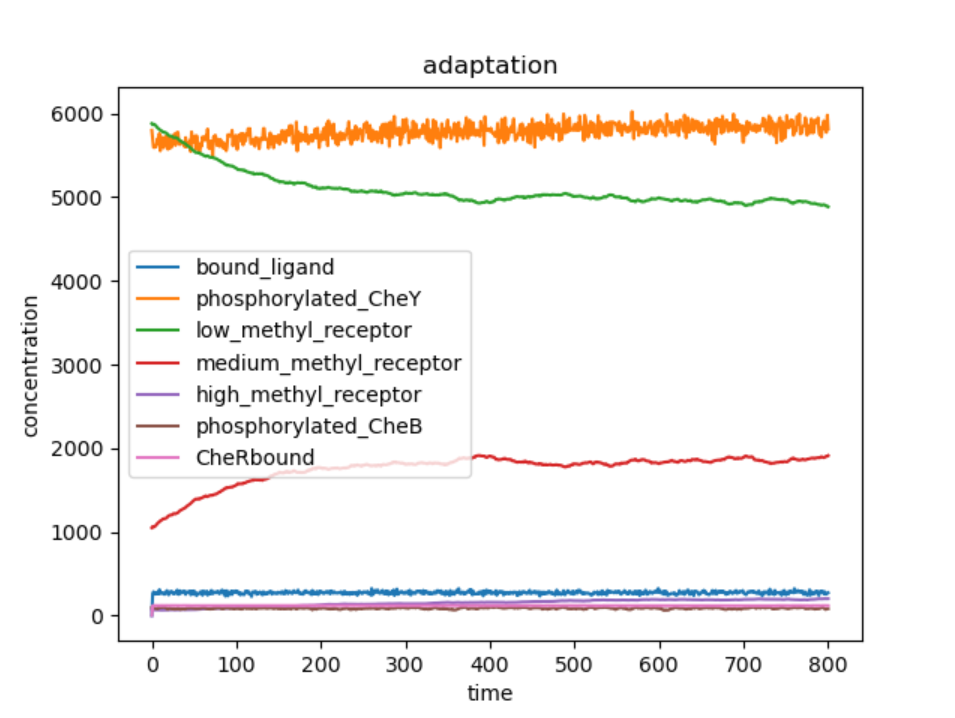 adaptation
6000
5000
4000
3000
2000
1000
0
concentration
bound_ligand
phosphorylated_CheY
low_methyl_receptor
medium_methyl_receptor
high_methyl_receptor
phosphorylated_CheB
CheRbound
0 100 200 300 400 500 600 700 800
time